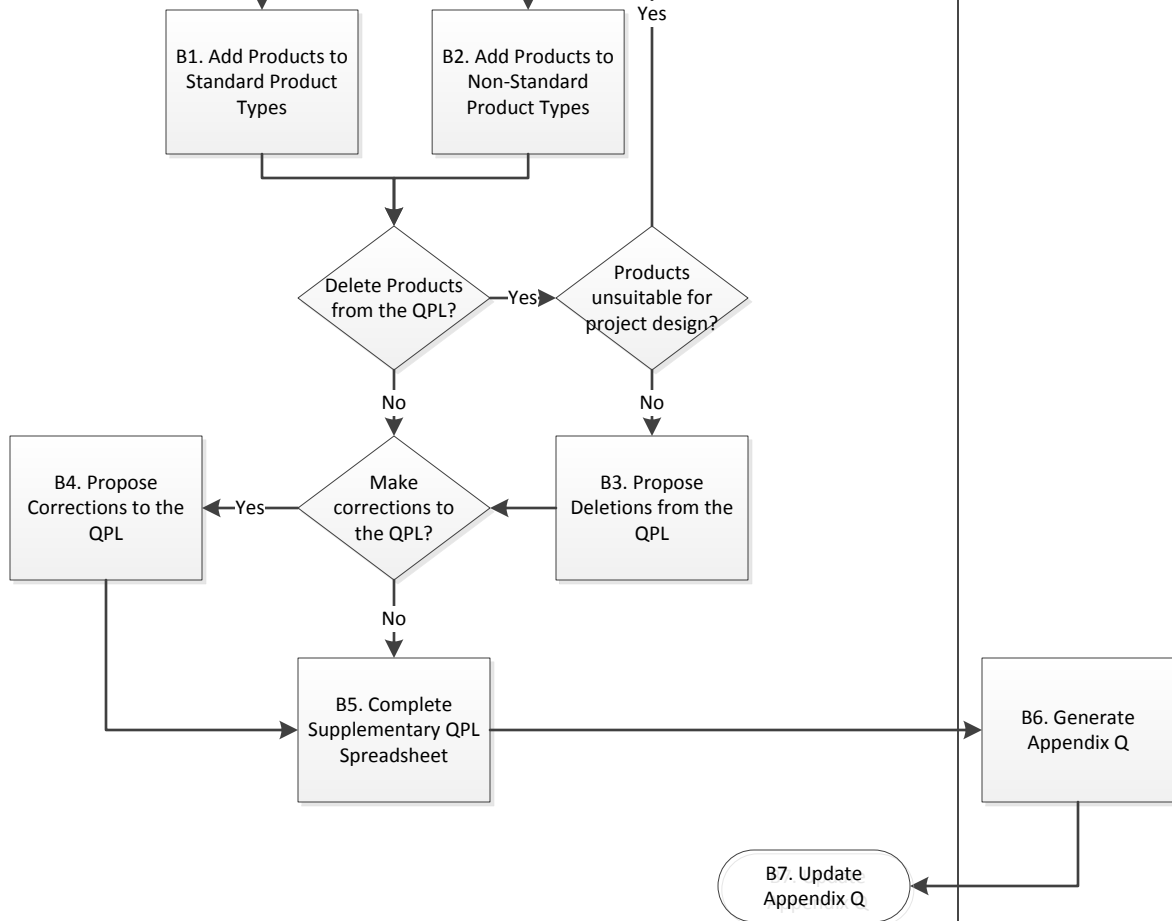 Yes
B1. Add Products to
Standard Product
Types
B2. Add Products to
Non-Standard
Product Types
Delete Products
from the QPL?
Yes
Products
unsuitable for
project design?
No
No
B4. Propose
Corrections to the
QPL
Yes
Make
corrections to
the QPL?
B3. Propose
Deletions from the
QPL
No
B5. Complete
Supplementary QPL
Spreadsheet
B6. Generate
Appendix Q
B7. Update
Appendix Q